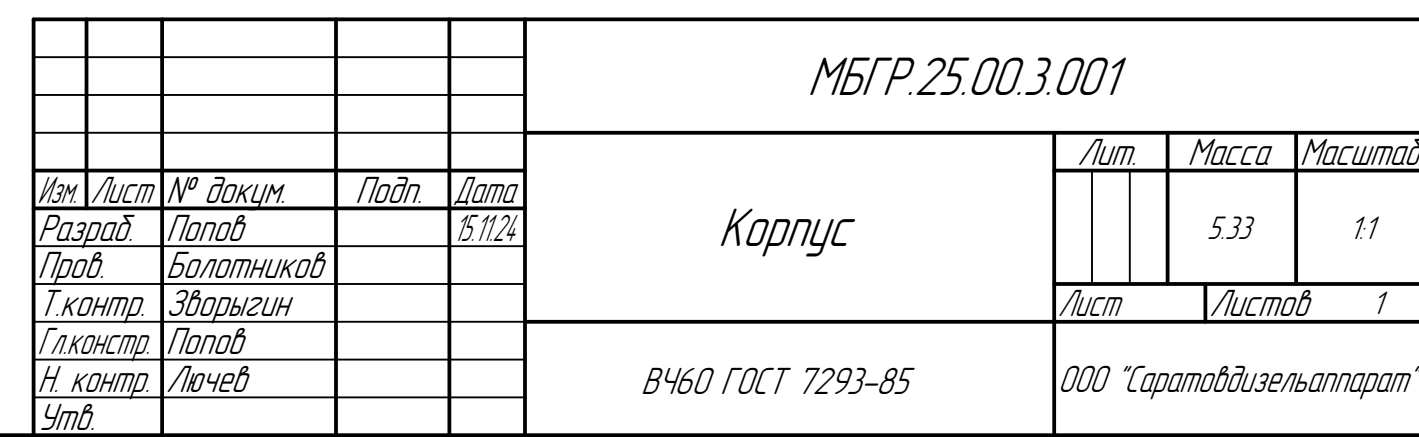 МБГР.25.00.3.001
Лит. Масса Масштаб
Изм. Лист № докум. Подп. Дата
Разраб. Попов 15.11.24
Корпус
5.33 1:1
Пров. Болотников
Т.контр. Зворыгин
Лист Листов 1
Гл.констр. Попов
Н. контр. Лючев
ВЧ60 ГОСТ 7293-85
ООО "Саратовдизельаппарат"
Утв.